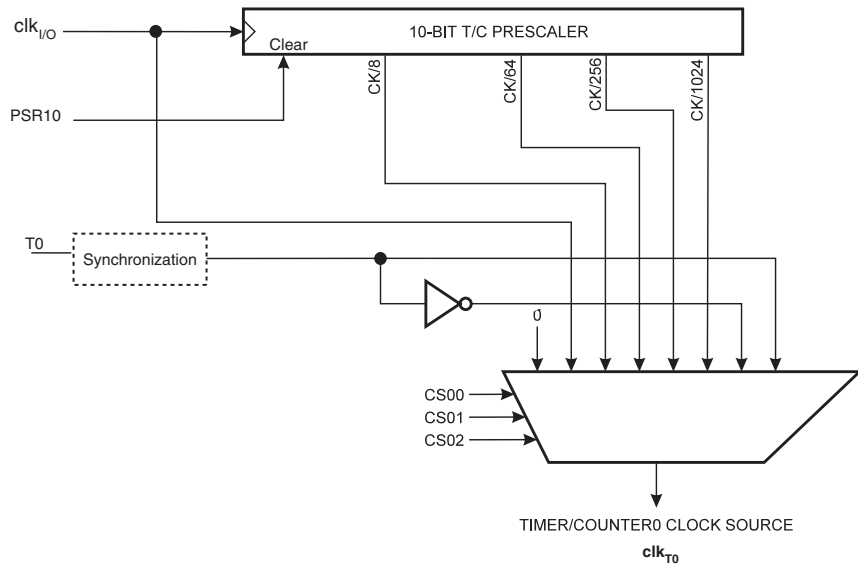 clkI/O
10-BIT T/C PRESCALER
Clear
CK/8
CK/64
CK/256
CK/1024
PSR10
T0
Synchronization
0
CS00
CS01
CS02
TIMER/COUNTER0 CLOCK SOURCE
clkT0